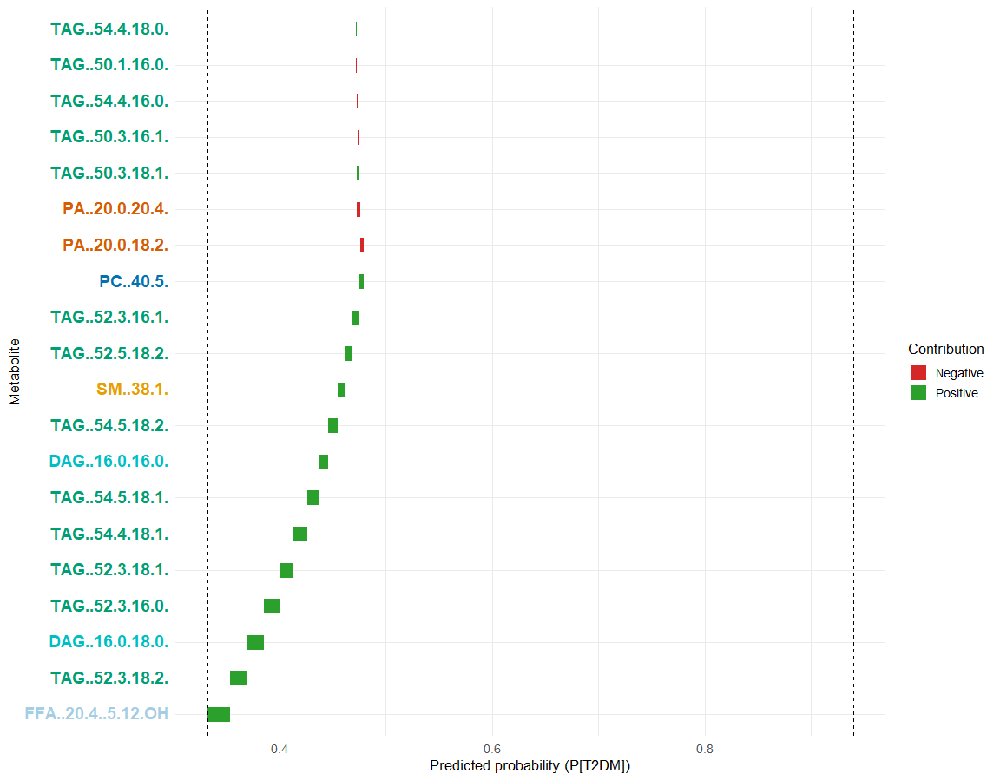 TAG..54.4.18.0.
TAG..50.1.16.0.
TAG..54.4.16.0.
TAG..50.3.16.1.
TAG..50.3.18.1.
PA..20.0.20.4.
PA..20.0.18.2.
PC..40.5.
TAG..52.3.16.1.
TAG..52.5.18.2.
SM..38.1.
TAG..54.5.18.2.
DAG..16.0.16.0.
TAG..54.5.18.1.
TAG..54.4.18.1.
TAG..52.3.18.1.
TAG..52.3.16.0.
DAG..16.0.18.0.
TAG..52.3.18.2.
FFA..20.4..5.12.OH
Metabolite
0.4
0.6
0.8
Predicted probability (P[T2DM])
Contribution
Negative
Positive